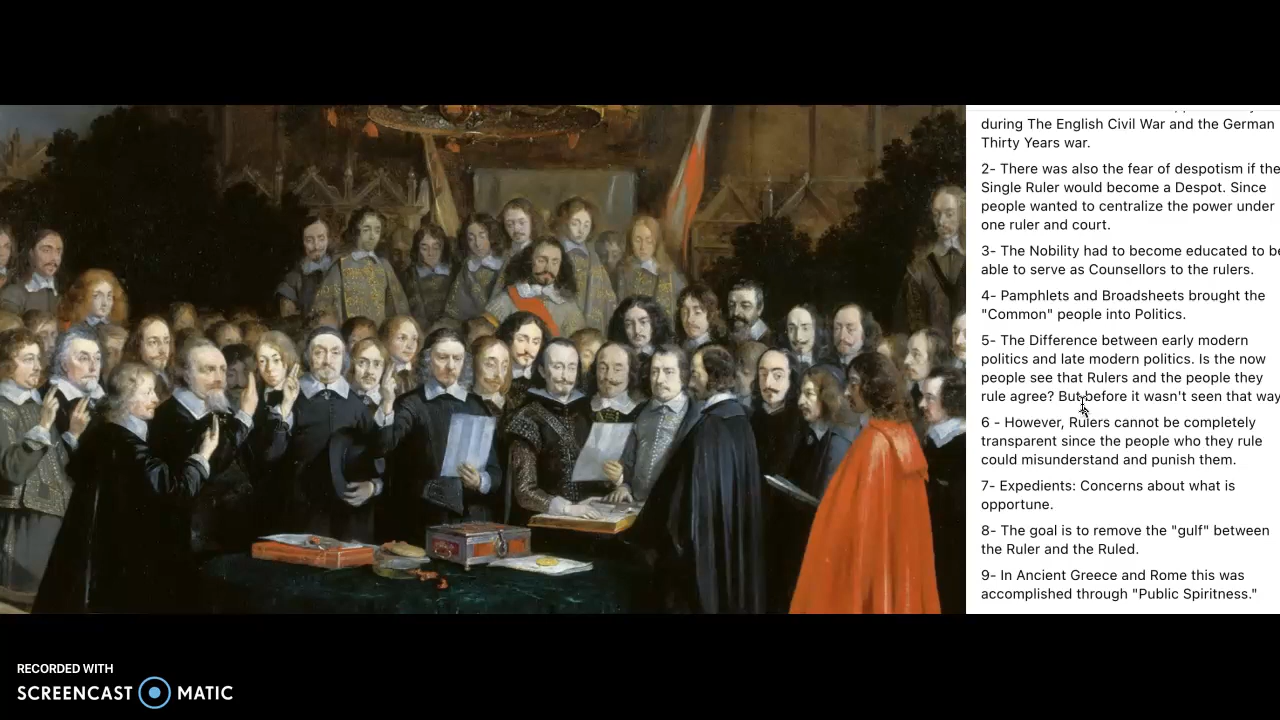 during The English Civil War and the German
Thirty Years war.
2- There was also the fear of despotism if the
Single Ruler would become a Despot. Since
people wanted to centralize the power under
one ruler and court.
3- The Nobility had to become educated to be
able to serve as Counsellors to the rulers.
4- Pamphlets and Broadsheets brought the
"Common" people into Politics.
5- The Difference between early modern
politics and late modern politics. Is the now
people see that Rulers and the people they
rule agree? But before it wasn't seen that way
6 - However, Rulers cannot be completely
transparent since the people who they rule
could misunderstand and punish them.
7- Expedients: Concerns about what is
opportune.
8- The goal is to remove the "gulf" between
the Ruler and the Ruled.
9- In Ancient Greece and Rome this was
accomplished through "Public Spiritness."
RECORDED WITH
SCREENCAST MATIC